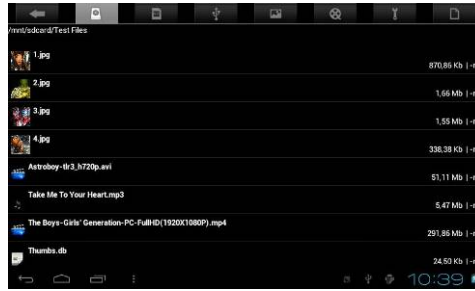 /mnt/sdcard/Test Files
1.jpg
870,86 Kb | -r
2.jpg
1,66 Mb | -r
3.jpg
1,55 Mb | -r
4.jpg
338,38 Kb | -r
Astroboy-tlr3_h720p.avi
51,11 Mb | -r
Take Me To Your Heart.mp3
5,47 Mb | -r
The Boys-Girls' Generation-PC-FullHD(1920X1080P).mp4
291,86 Mb | -r
Thumbs.db
24,50 Kb | -r
10:39